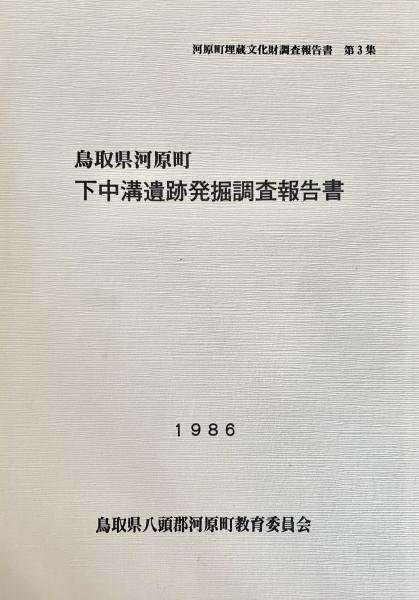 河原町埋蔵文化財調査報告書 第3集
鳥取県河原町
下中溝遺跡発掘調査報告書
1986
鳥取県八頭郡河原町教育委員会